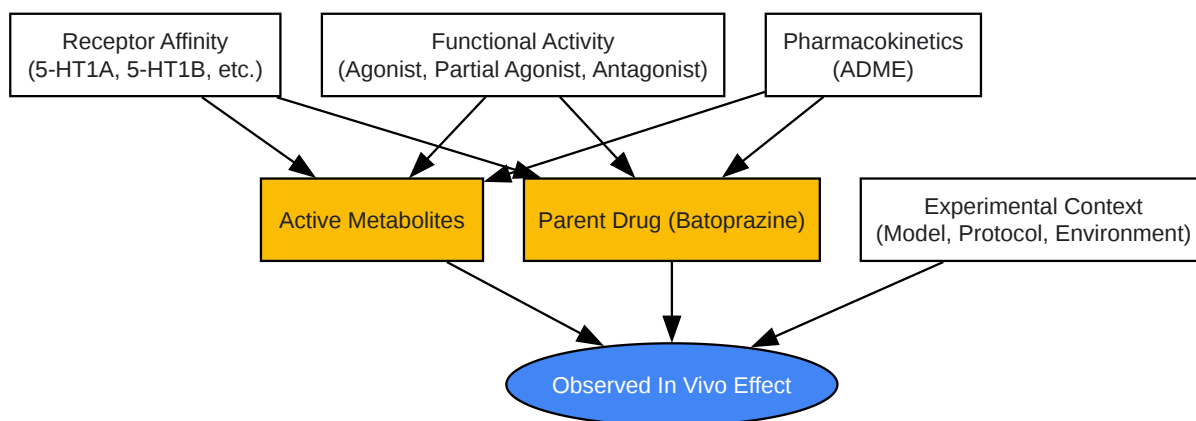 Receptor Affinity
(5-HT1A, 5-HT1B, etc.)
Functional Activity
(Agonist, Partial Agonist, Antagonist)
Pharmacokinetics
(ADME)
Active Metabolites
Parent Drug (Batoprazine)
Experimental Context
(Model, Protocol, Environment)
Observed In Vivo Effect